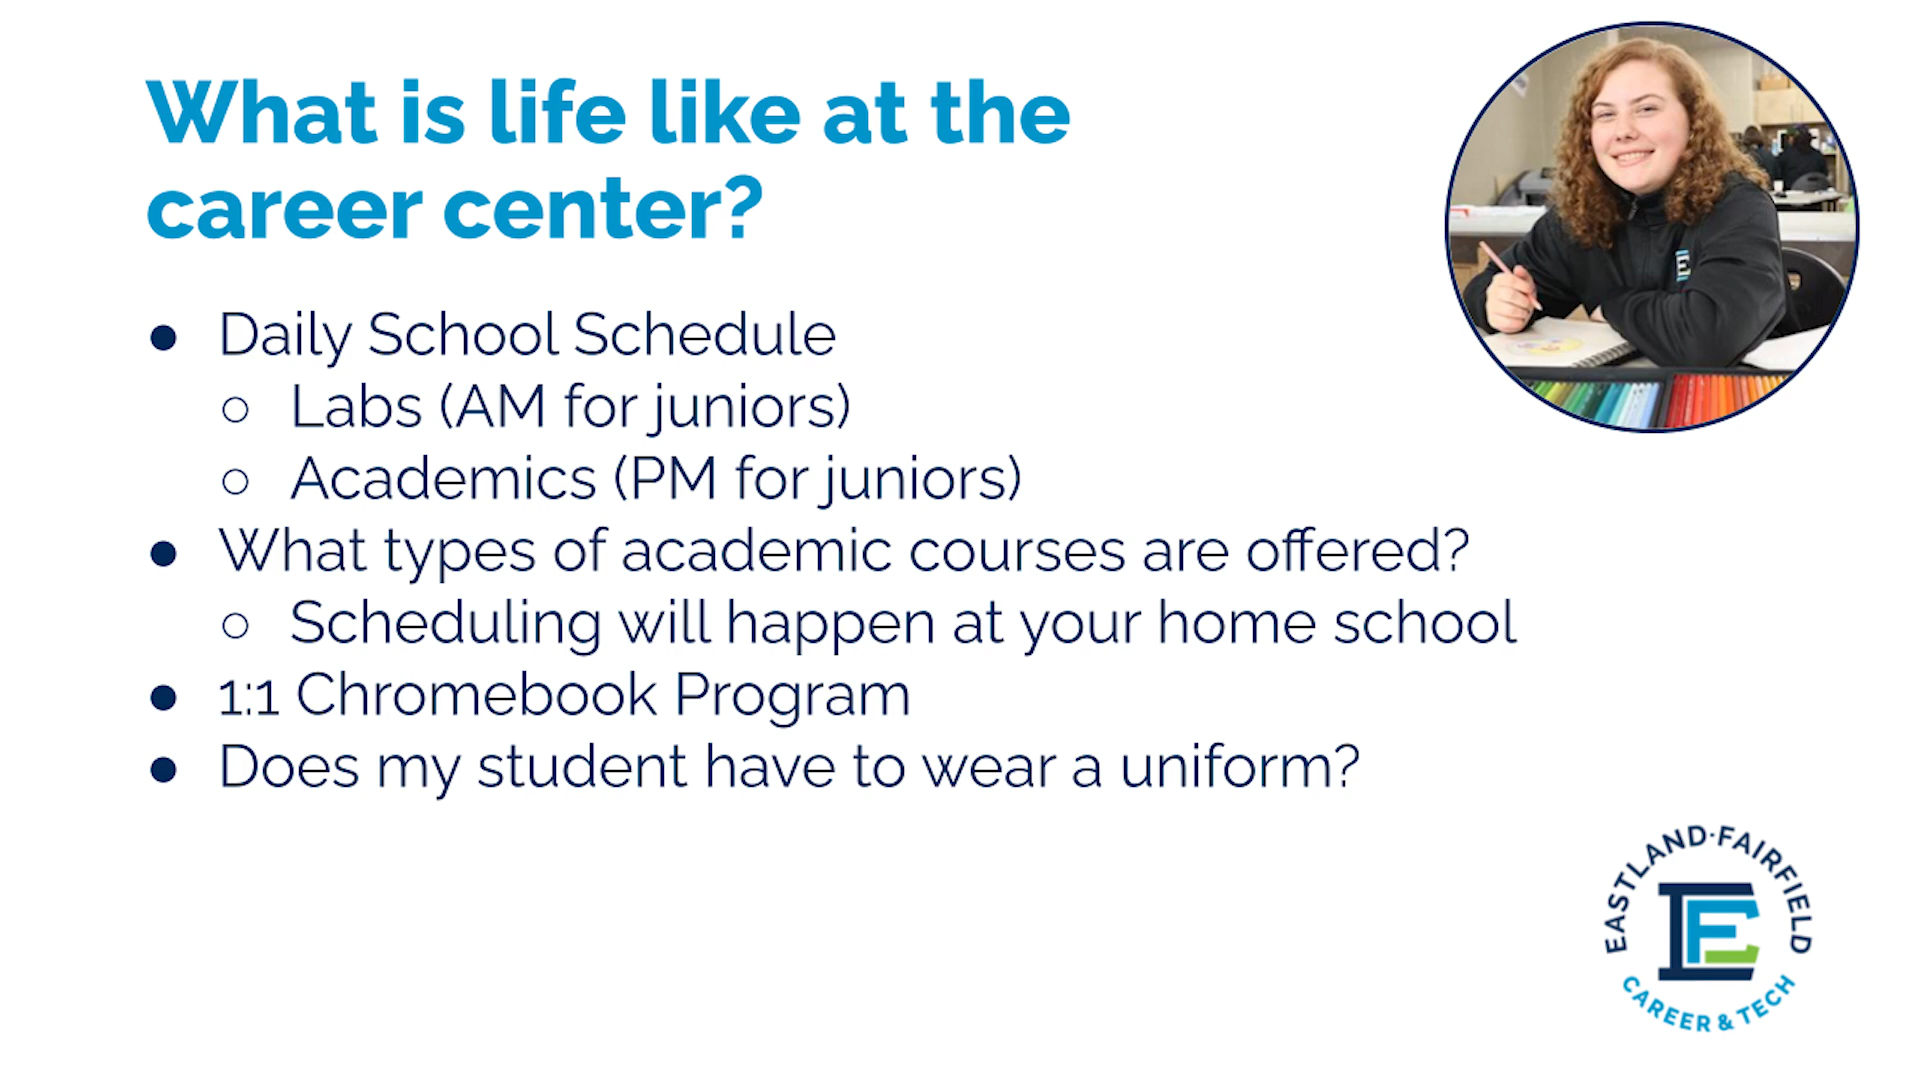 What is life like at the
career center?
● Daily School Schedule
○ Labs (AM for juniors)
○ Academics (PM for juniors)
● What types of academic courses are offered?
○ Scheduling will happen at your home school
● 1:1 Chromebook Program
● Does my student have to wear a uniform?
E
EASTLAND·FAIRFIELD
EF
CAREER & TECH